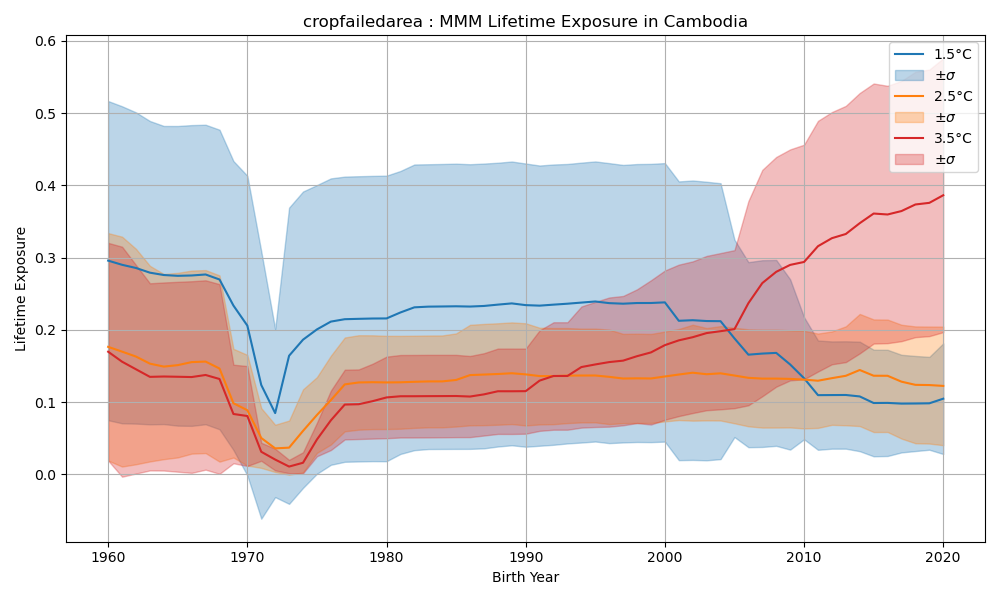 cropfailedarea : MMM Lifetime Exposure in Cambodia
0.6
0.5
0.4
0.3
0.2
0.1
0.0
Lifetime Exposure
1.5°C
±σ
2.5°C
±σ
3.5°C
±σ
1960
1970
1980
1990
2000
2010
2020
Birth Year